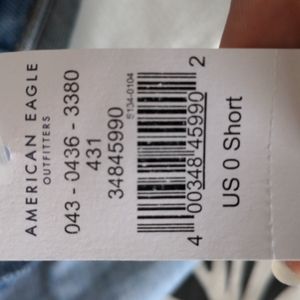 AMERICAN EAGLE
OUTFITTERS
043 - 0436 - 3380
431
34845990
5134-0104
4 00348 45990 2
US 0 Short